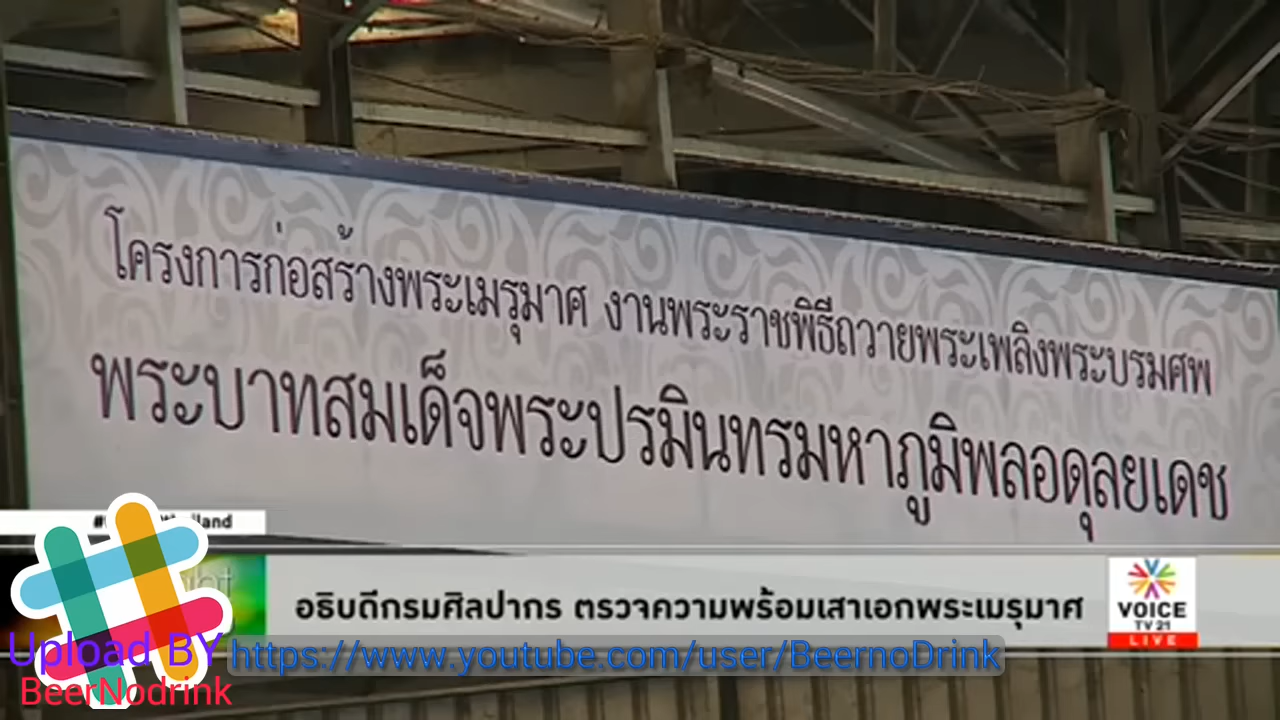 โครงการก่อสร้างพระเมรุมาศ งานพระราชพิธีถวายพระเพลิงพระบรมศพ
พระบาทสมเด็จพระปรมินทรมหาภูมิพลอดุลยเดช
อธิบดีกรมศิลปากร ตรวจความพร้อมเสาเอกพระเมรุมาศ
VOICE
TV 21
LIVE
Upload BY https://www.youtube.com/user/BeernoDrink
BeerNodrink